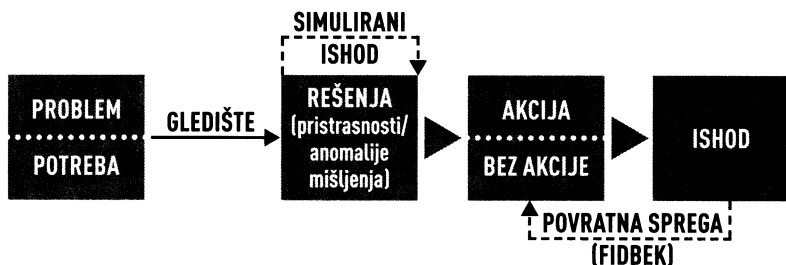 SIMULIRANI
ISHOD
PROBLEM
POTREBA
GLEDIŠTE
REŠENJA
(pristrasnosti/
anomalije
mišljenja)
AKCIJA
BEZ AKCIJE
ISHOD
POVRATNA SPREGA
(FIDBEK)